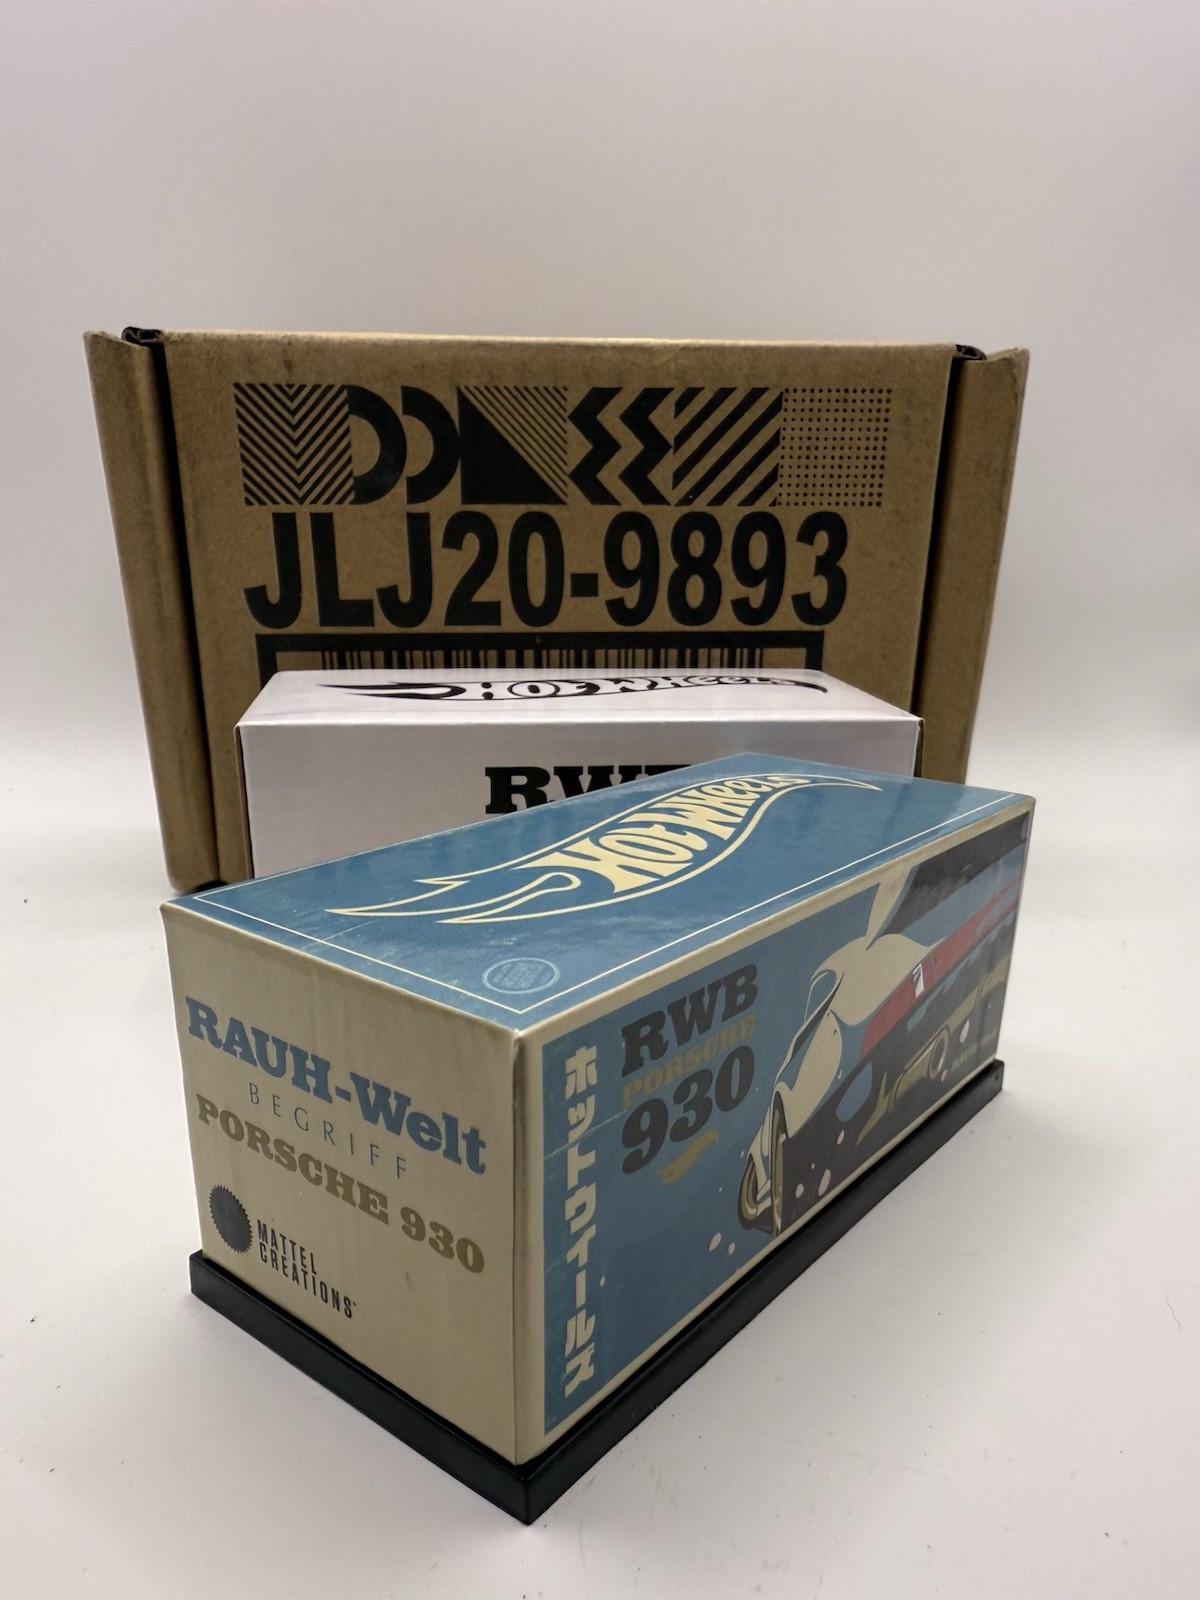 JLJ20-9893
HOT WHEELS
RWB
HOT WHEELS
RAUH-Welt
BEGRIFF
PORSCHE 930
MATTEL
CREATIONS
ホットウィールズ
RWB
PORSCHE
930